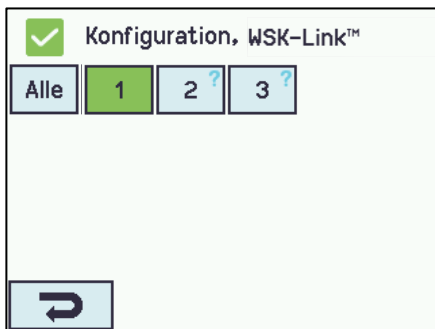 Konfiguration, WSK-Link™
Alle 1 2 ? 3 ?